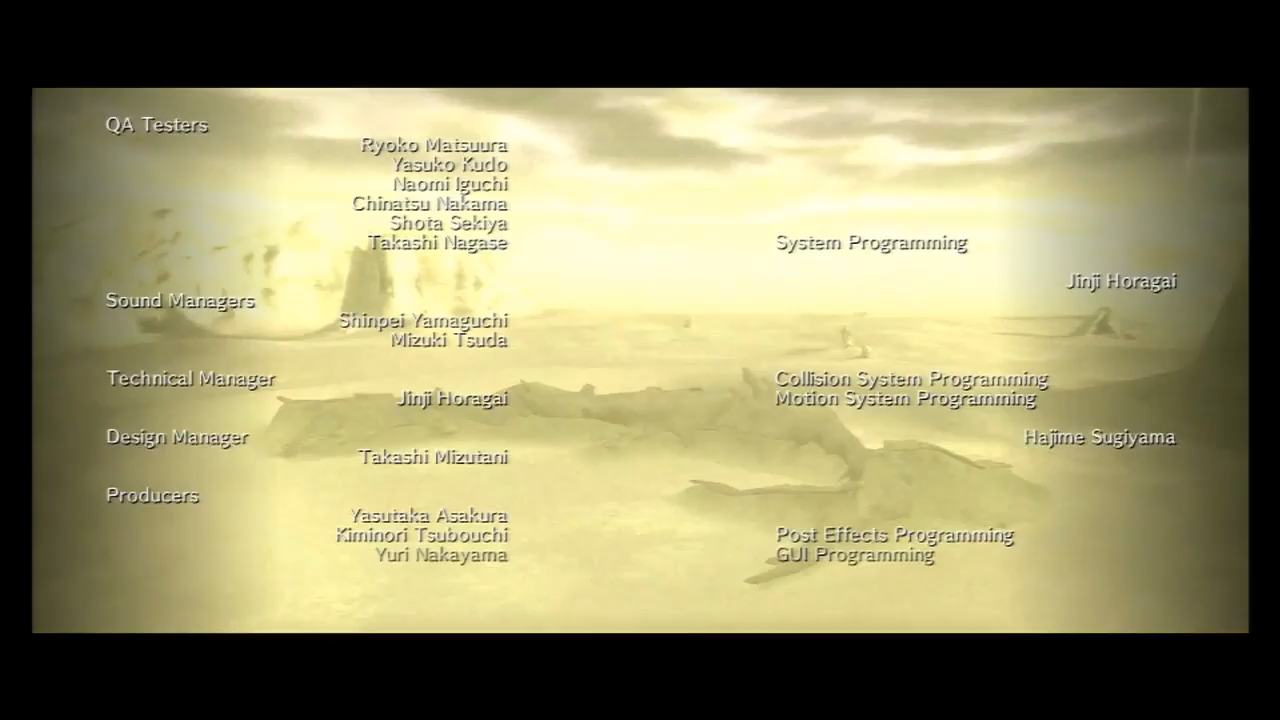 QA Testers
Ryoko Matsuura
Yasuko Kudo
Naomi Iguchi
Chinatsu Nakama
Shota Sekiya
Takashi Nagase
Sound Managers
Shinpei Yamaguchi
Mizuki Tsuda
Technical Manager
Jinji Horagai
Design Manager
Takashi Mizutani
Producers
Yasutaka Asakura
Kiminori Tsubouchi
Yuri Nakayama
System Programming
Jinji Horagai
Collision System Programming
Motion System Programming
Hajime Sugiyama
Post Effects Programming
GUI Programming